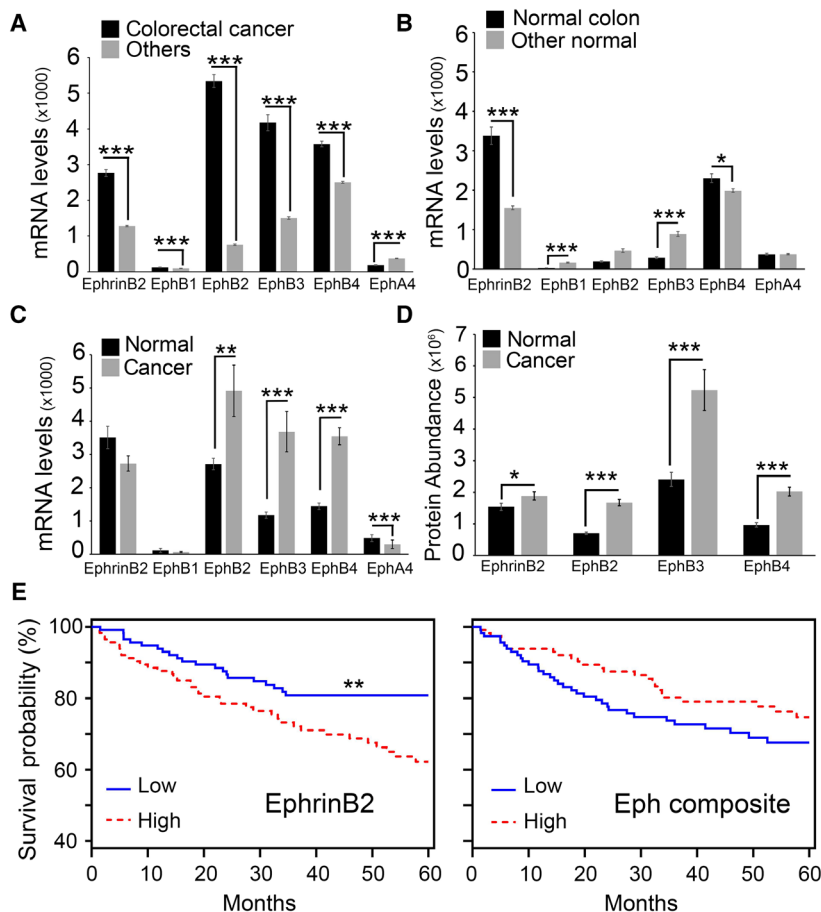 A
Colorectal cancer
Others
mRNA levels (x1000)
6
5
4
3
2
1
0
***
***
***
***
***
***
EphrinB2 EphB1 EphB2 EphB3 EphB4 EphA4
B
Normal colon
Other normal
mRNA levels (x1000)
6
5
4
3
2
1
0
***
***
***
*
EphrinB2 EphB1 EphB2 EphB3 EphB4 EphA4
C
Normal
Cancer
mRNA levels (x1000)
6
5
4
3
2
1
0
**
***
***
***
EphrinB2 EphB1 EphB2 EphB3 EphB4 EphA4
D
Normal
Cancer
Protein Abundance (x10⁶)
7
6
5
4
3
2
1
0
*
***
***
***
EphrinB2 EphB2 EphB3 EphB4
E
Survival probability (%)
100
80
60
40
**
Low
High
EphrinB2
0 10 20 30 40 50 60
Months
Low
High
Eph composite
0 10 20 30 40 50 60
Months